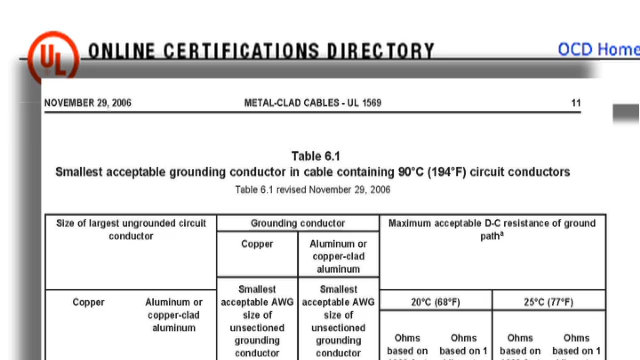 UL
ONLINE CERTIFICATIONS DIRECTORY
OCD Home
NOVEMBER 29, 2006
METAL-CLAD CABLES - UL 1569
11
Table 6.1
Smallest acceptable grounding conductor in cable containing 90°C (194°F) circuit conductors
Table 6.1 revised November 29, 2006
Size of largest ungrounded circuit
conductor
Grounding conductor
Maximum acceptable D-C resistance of ground
pathª
Copper
Aluminum or
copper-clad
aluminum
Copper
Aluminum or
copper-clad
aluminum
Smallest
acceptable AWG
size of
unsectioned
grounding
conductor
Smallest
acceptable AWG
size of
unsectioned
grounding
conductor
20°C (68°F)
25°C (77°F)
Ohms
based on
Ohms
based on 1
Ohms
based on
Ohms
based on 1